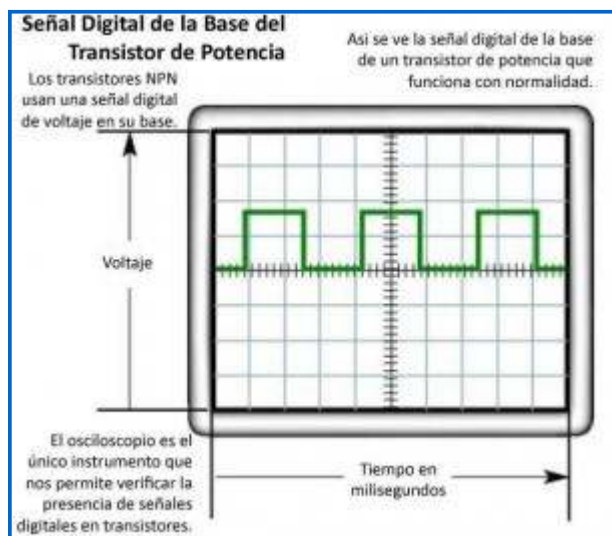 Señal Digital de la Base del
Transistor de Potencia
Los transistores NPN
usan una señal digital
de voltaje en su base.
Asi se ve la señal digital de la base
de un transistor de potencia que
funciona con normalidad.
Voltaje
El osciloscopio es el
único instrumento que
nos permite verificar la
presencia de señales
digitales en transistores.
Tiempo en
milisegundos